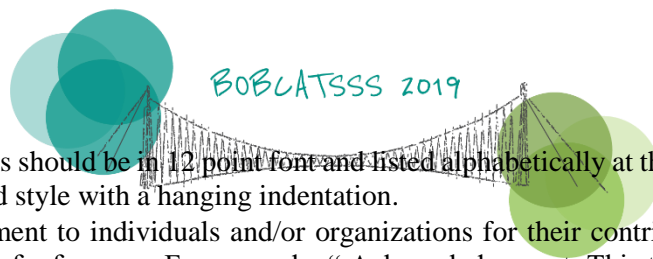 BOBCATSSS 2019
s should be in 12 point font and listed alphabetically at th
d style with a hanging indentation.
ment to individuals and/or organizations for their contri